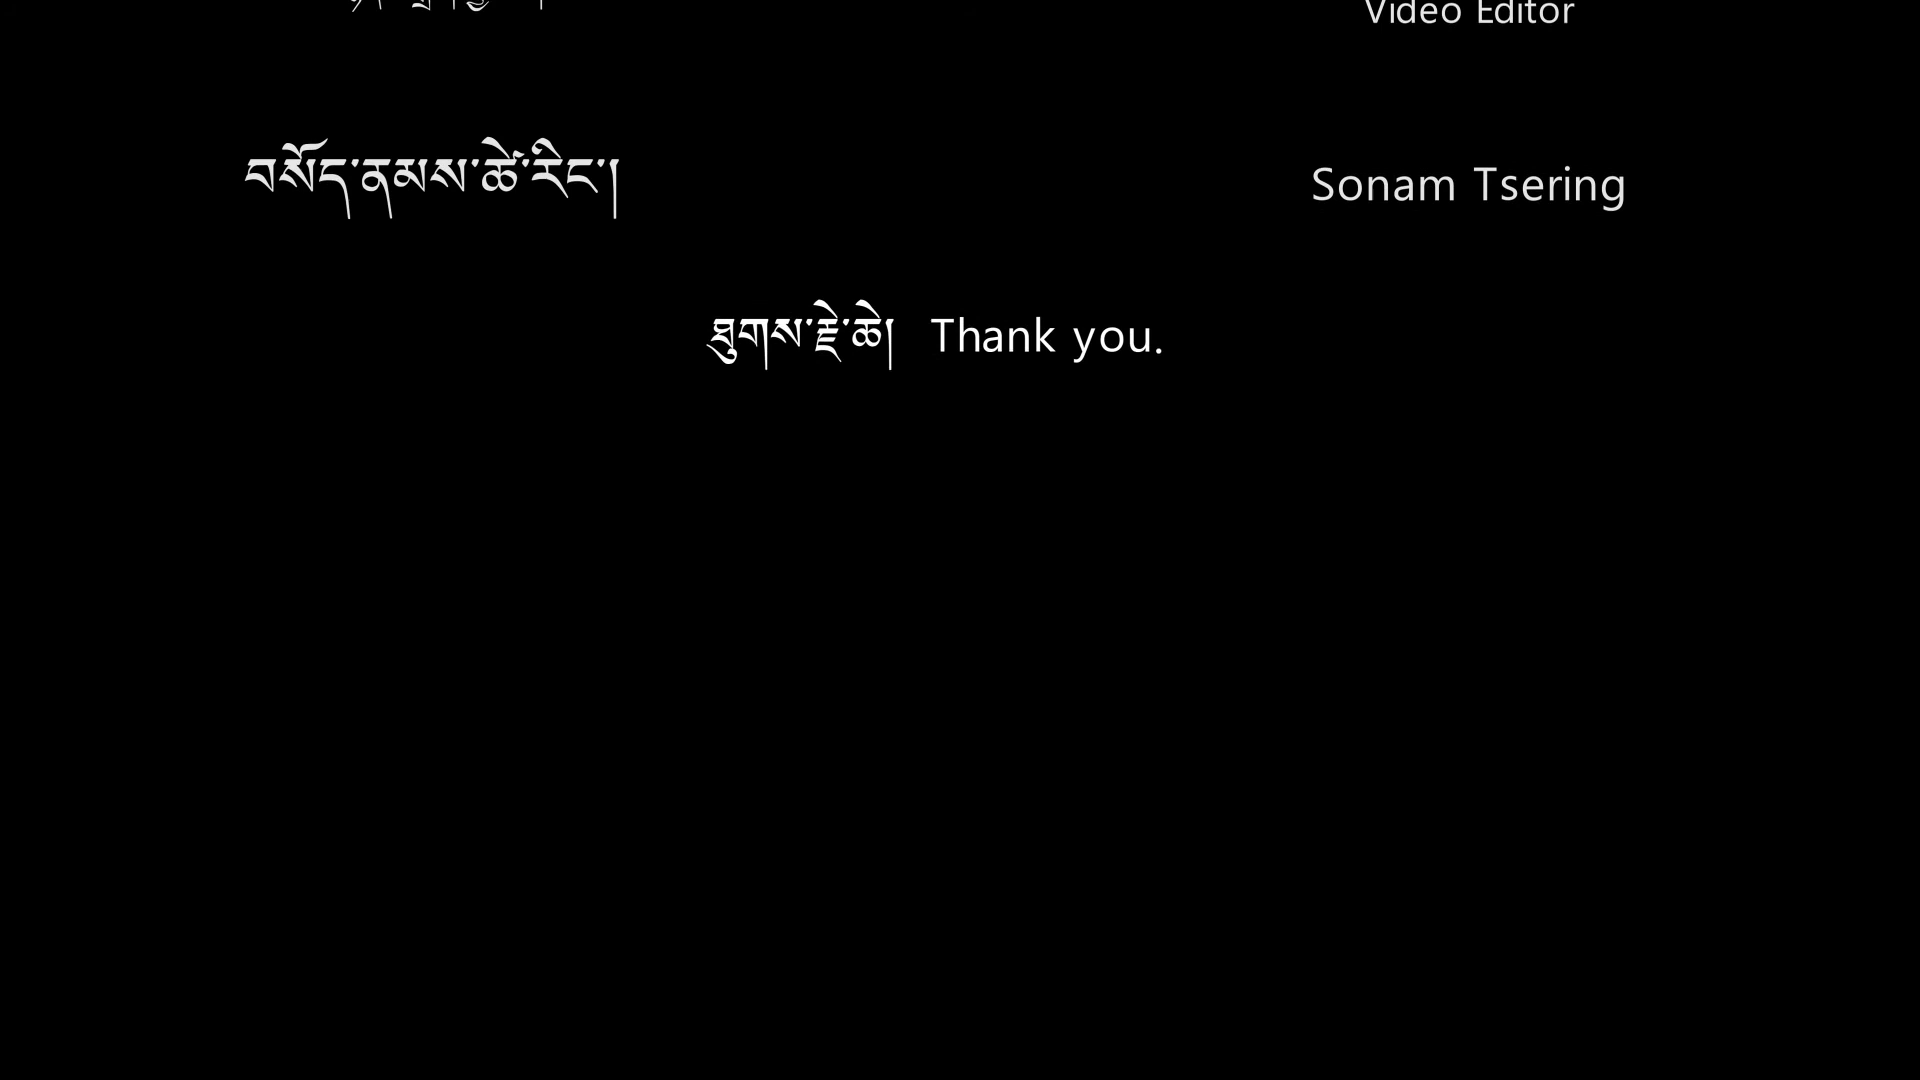 Video Editor
བསོད་ནམས་ཚེ་རིང་། Sonam Tsering
ཐུགས་རྗེ་ཆེ། Thank you.